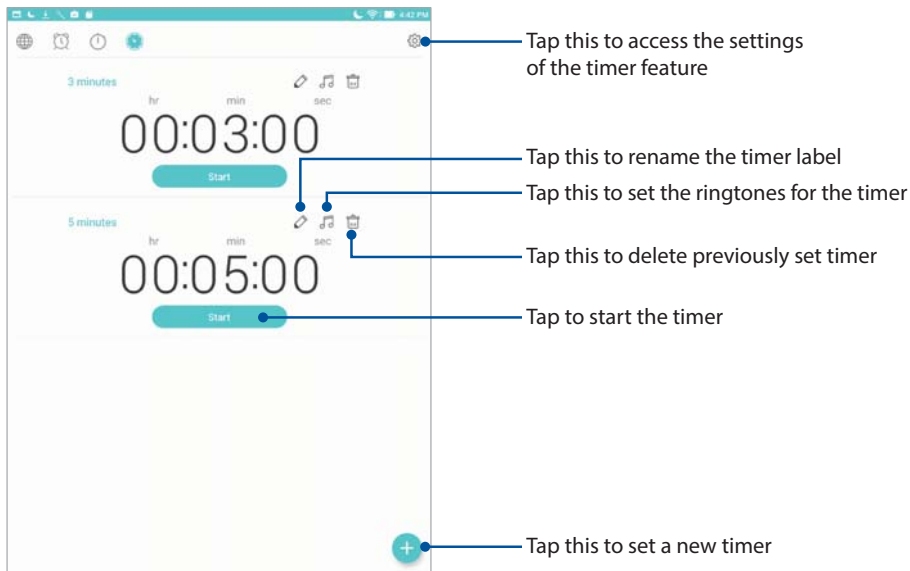 4:42 PM
Tap this to access the settings
of the timer feature
3 minutes
hr min sec
00:03:00
Start
Tap this to rename the timer label
Tap this to set the ringtones for the timer
5 minutes
hr min sec
Tap this to delete previously set timer
00:05:00
Start
Tap to start the timer
+
Tap this to set a new timer